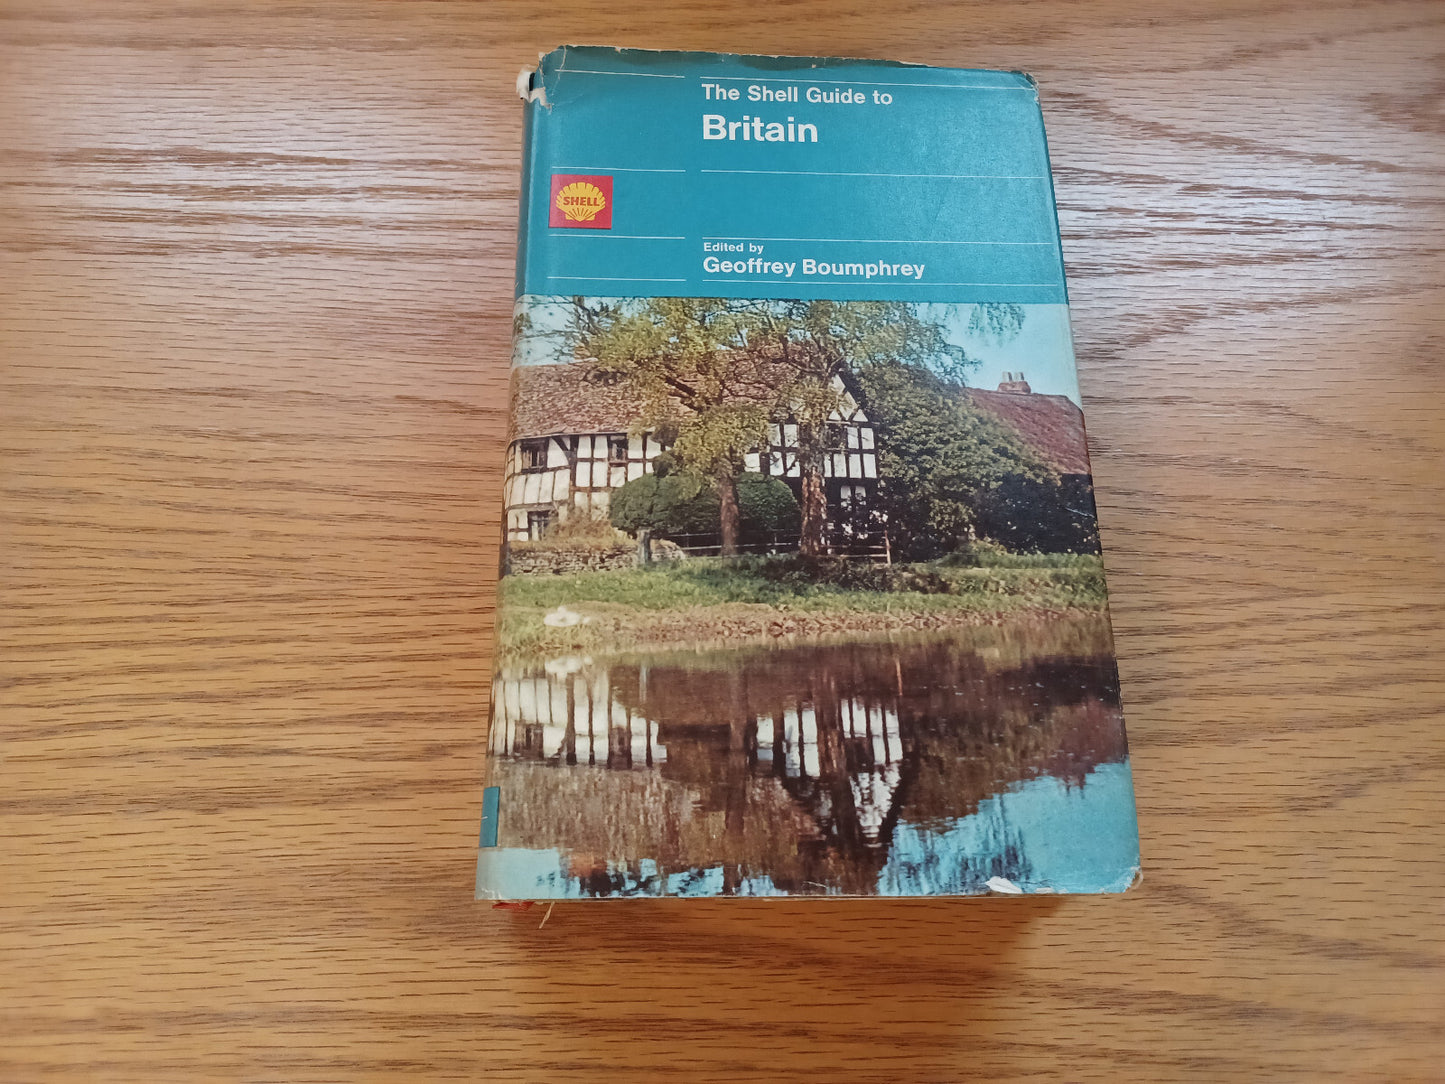 The Shell Guide to
Britain
SHELL
Edited by
Geoffrey Boumphrey